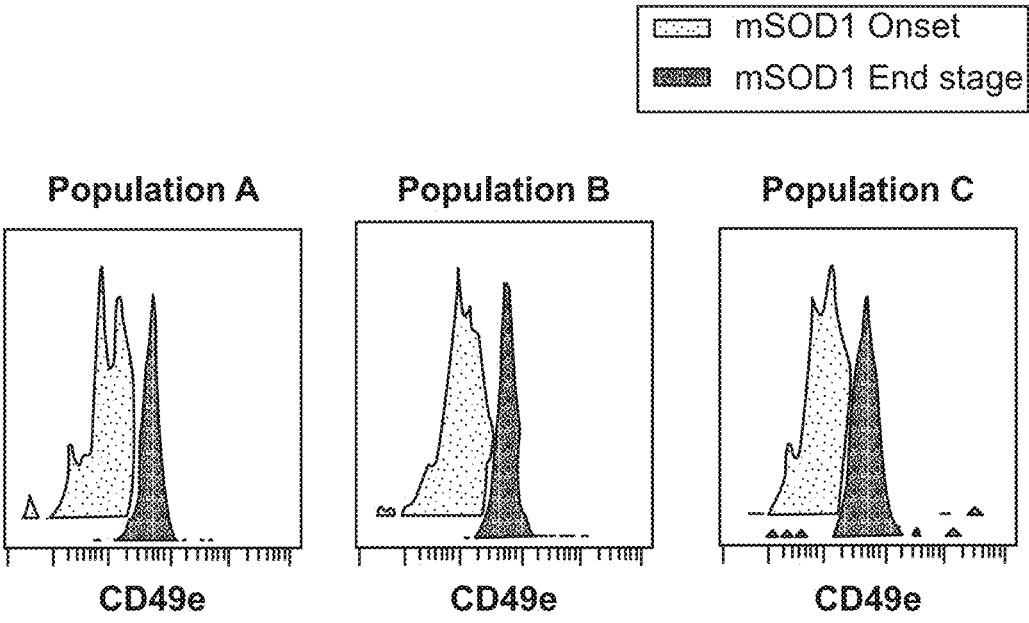 mSOD1 Onset
mSOD1 End stage
Population A
Population B
Population C
CD49e
CD49e
CD49e